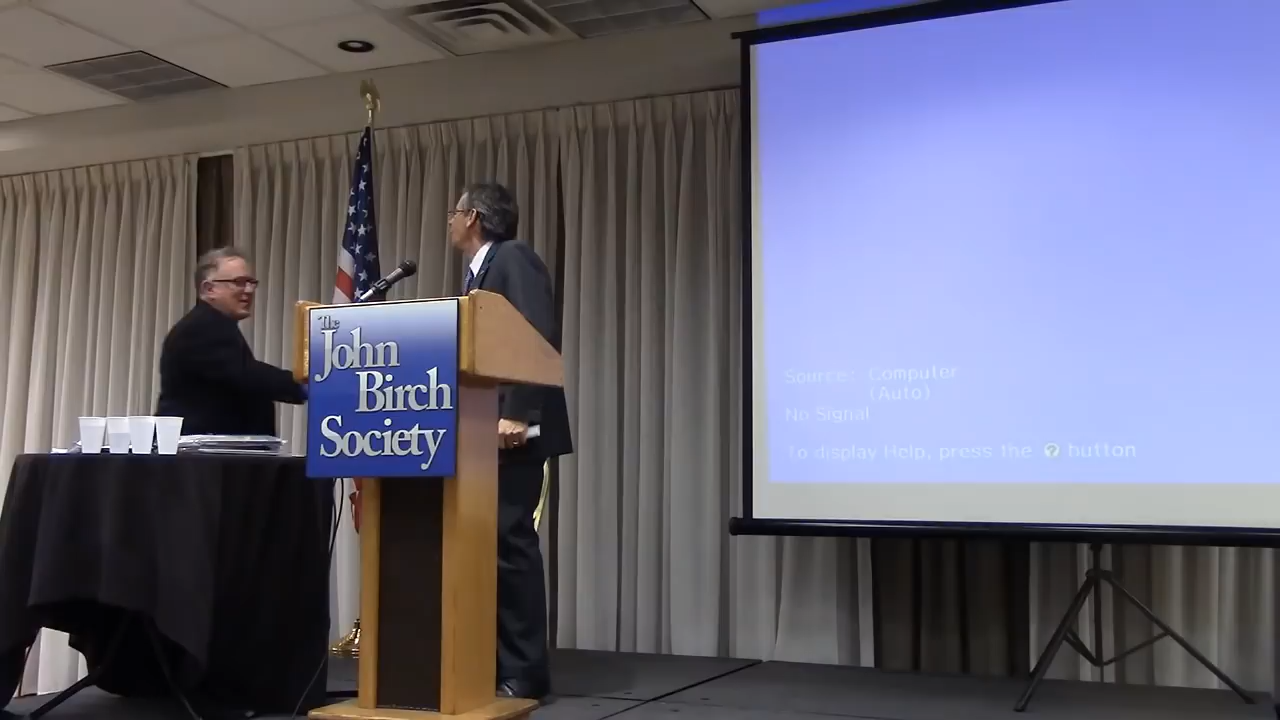 The
John
Birch
Society
Source: Computer
(Auto)
No Signal
To display Help, press the ? button